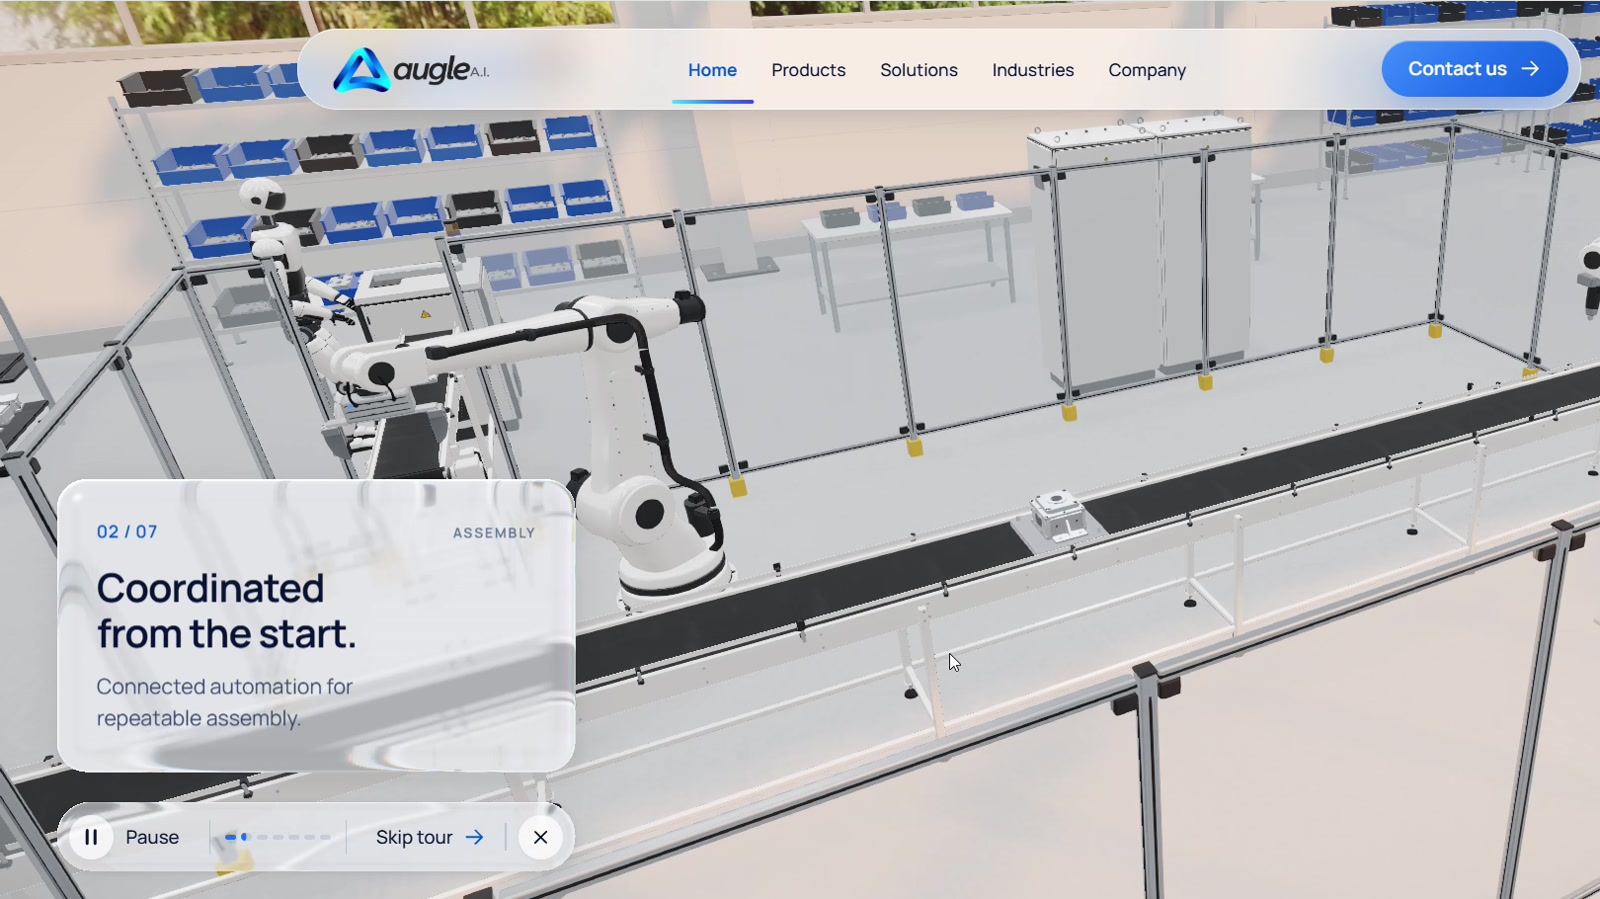 augle A.I.
Home
Products
Solutions
Industries
Company
Contact us
02 / 07
ASSEMBLY
Coordinated
from the start.
Connected automation for
repeatable assembly.
Pause
Skip tour